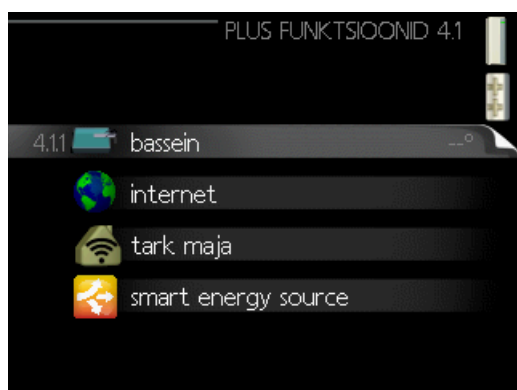 PLUS FUNKTSIOONID 4.1
4.1.1 bassein --°
internet
tark maja
smart energy source